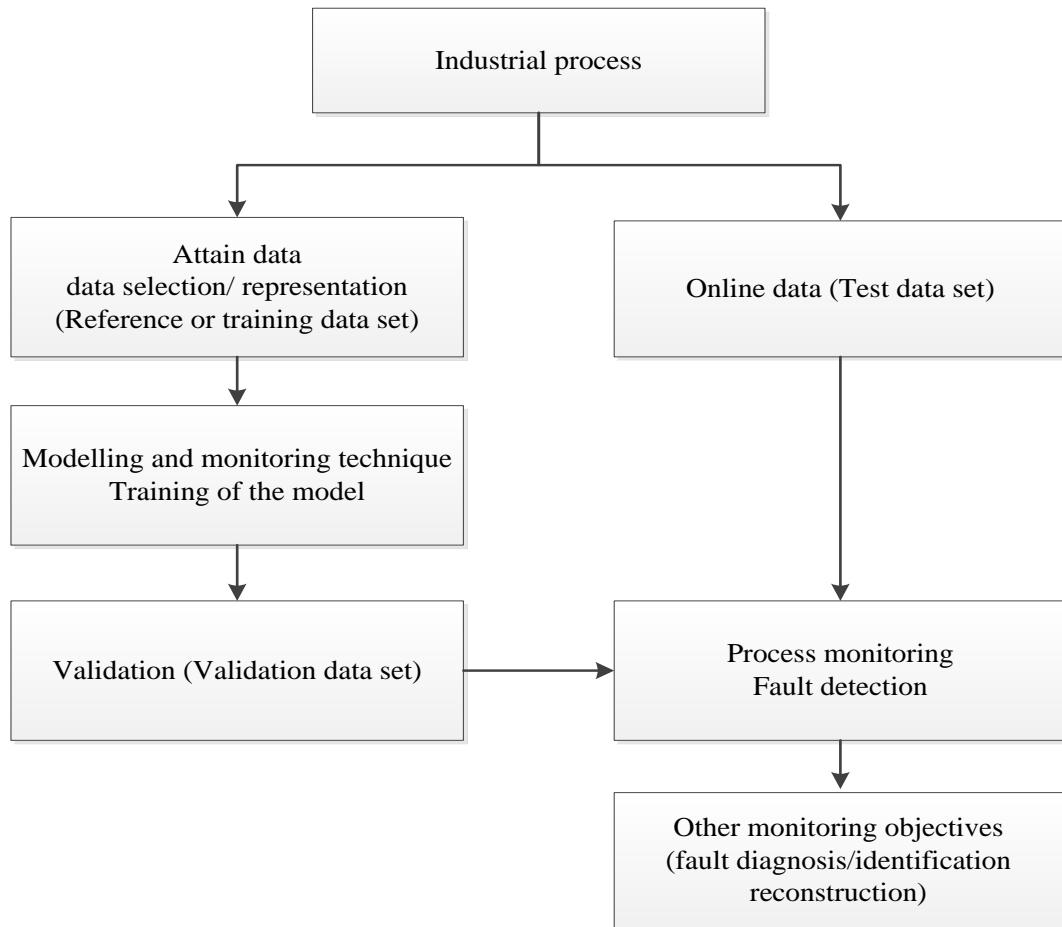 Industrial process
Attain data
data selection/ representation
(Reference or training data set)
Online data (Test data set)
Modelling and monitoring technique
Training of the model
Validation (Validation data set)
Process monitoring
Fault detection
Other monitoring objectives
(fault diagnosis/identification
reconstruction)